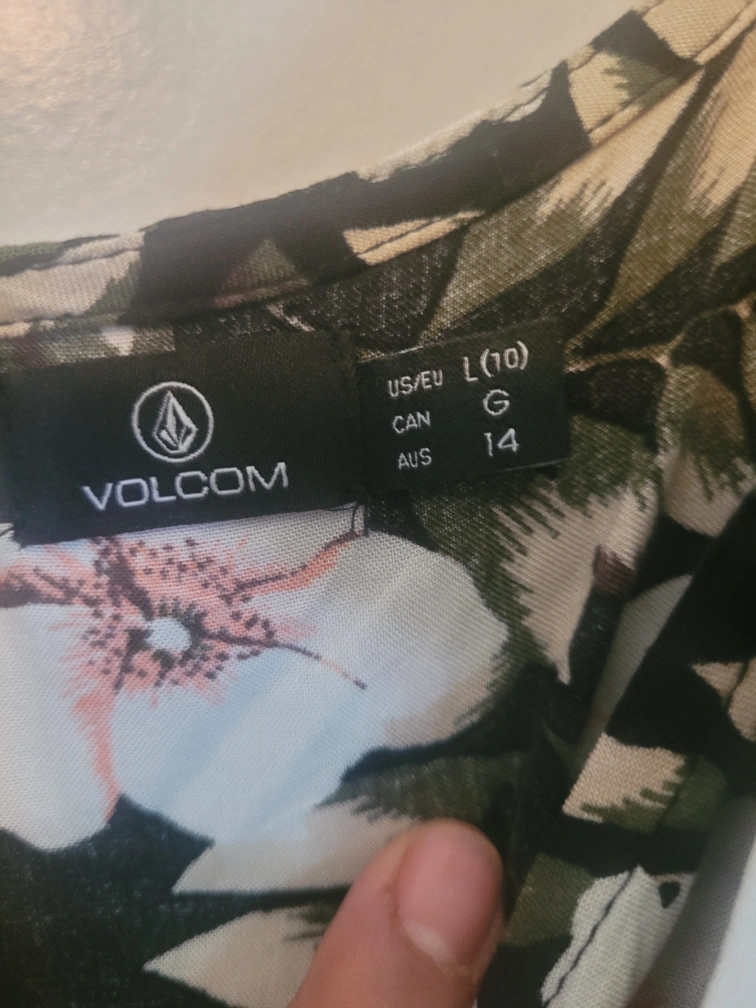 VOLCOM
US/EU L(10)
CAN G
AUS 14